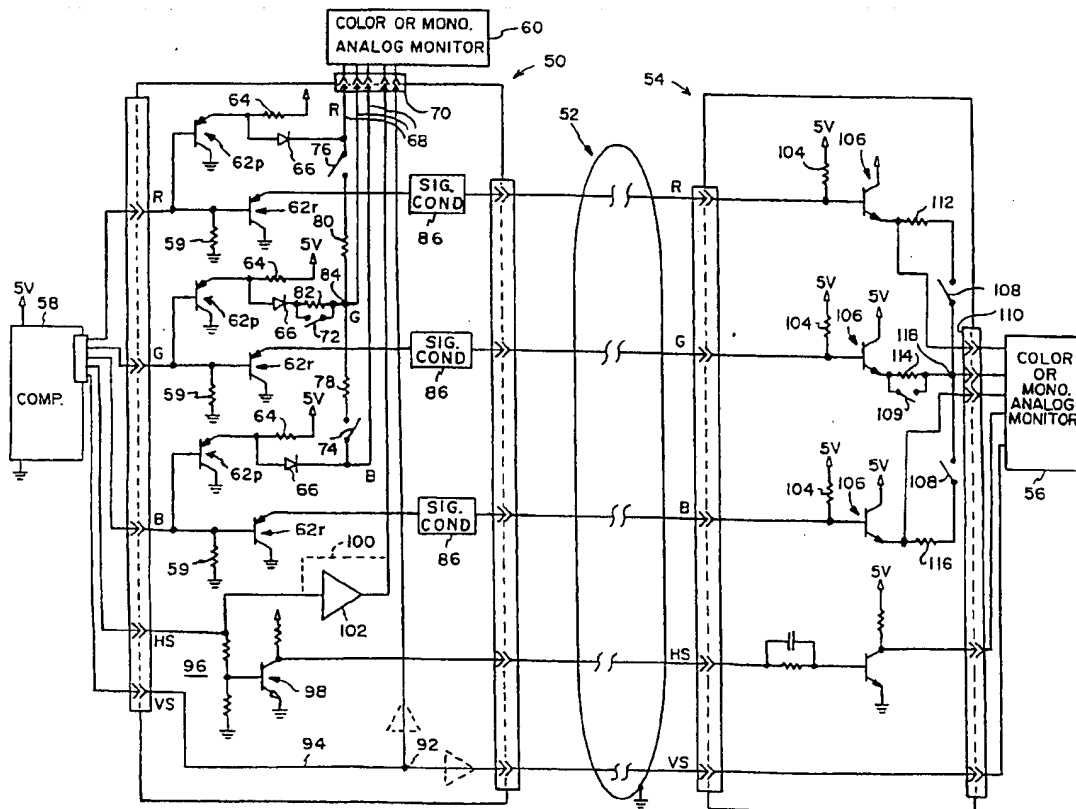 COLOR OR MONO.
ANALOG MONITOR
60
50
70
R
68
64
62p
66
76
R
59
62r
SIG.
COND
86
80
5V
64
84
82
62p
66
72
G
5V
58
COMP.
G
59
62r
SIG.
COND
86
78
5V
64
74
62p
66
B
B
59
62r
SIG.
COND
86
100
102
HS
96
98
VS
94
92
52
54
R
5V
104
106
112
108
110
5V
5V
104
106
118
114
109
G
COLOR
OR
MONO.
ANALOG
MONITOR
56
5V
5V
104
106
108
B
116
5V
HS
VS